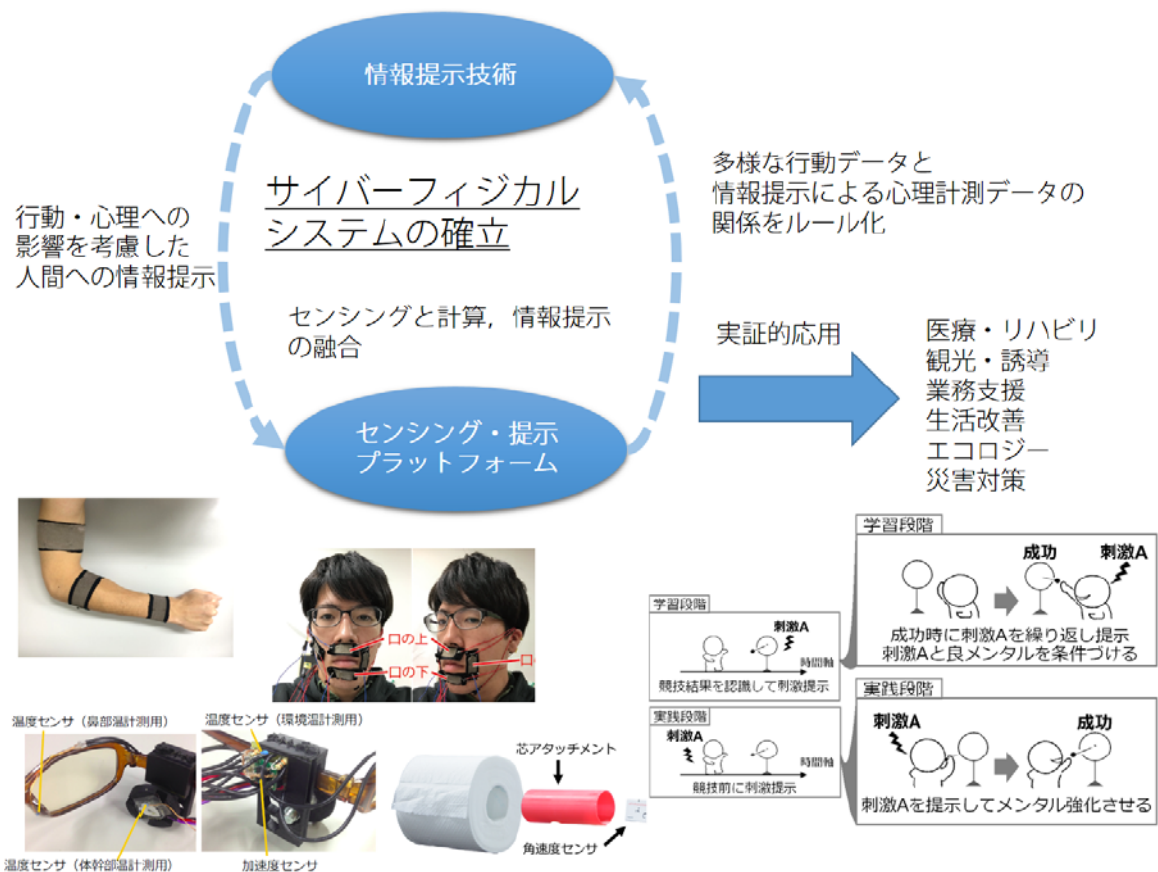 情報提示技術
サイバーフィジカル
システムの確立
行動・心理への
影響を考慮した
人間への情報提示
多様な行動データと
情報提示による心理計測データの
関係をルール化
センシングと計算，情報提示
の融合
実証的応用
医療・リハビリ
観光・誘導
業務支援
生活改善
エコロジー
災害対策
センシング・提示
プラットフォーム
口の上
口の下
口
温度センサ（鼻部温計測用）
温度センサ（環境温計測用）
温度センサ（体幹部温計測用）
加速度センサ
芯アタッチメント
角速度センサ
学習段階
刺激A
時間軸
競技結果を認識して刺激提示
実践段階
刺激A
時間軸
競技前に刺激提示
学習段階
成功
刺激A
成功時に刺激Aを繰り返し提示
刺激Aと良メンタルを条件づける
実践段階
刺激A
成功
刺激Aを提示してメンタル強化させる